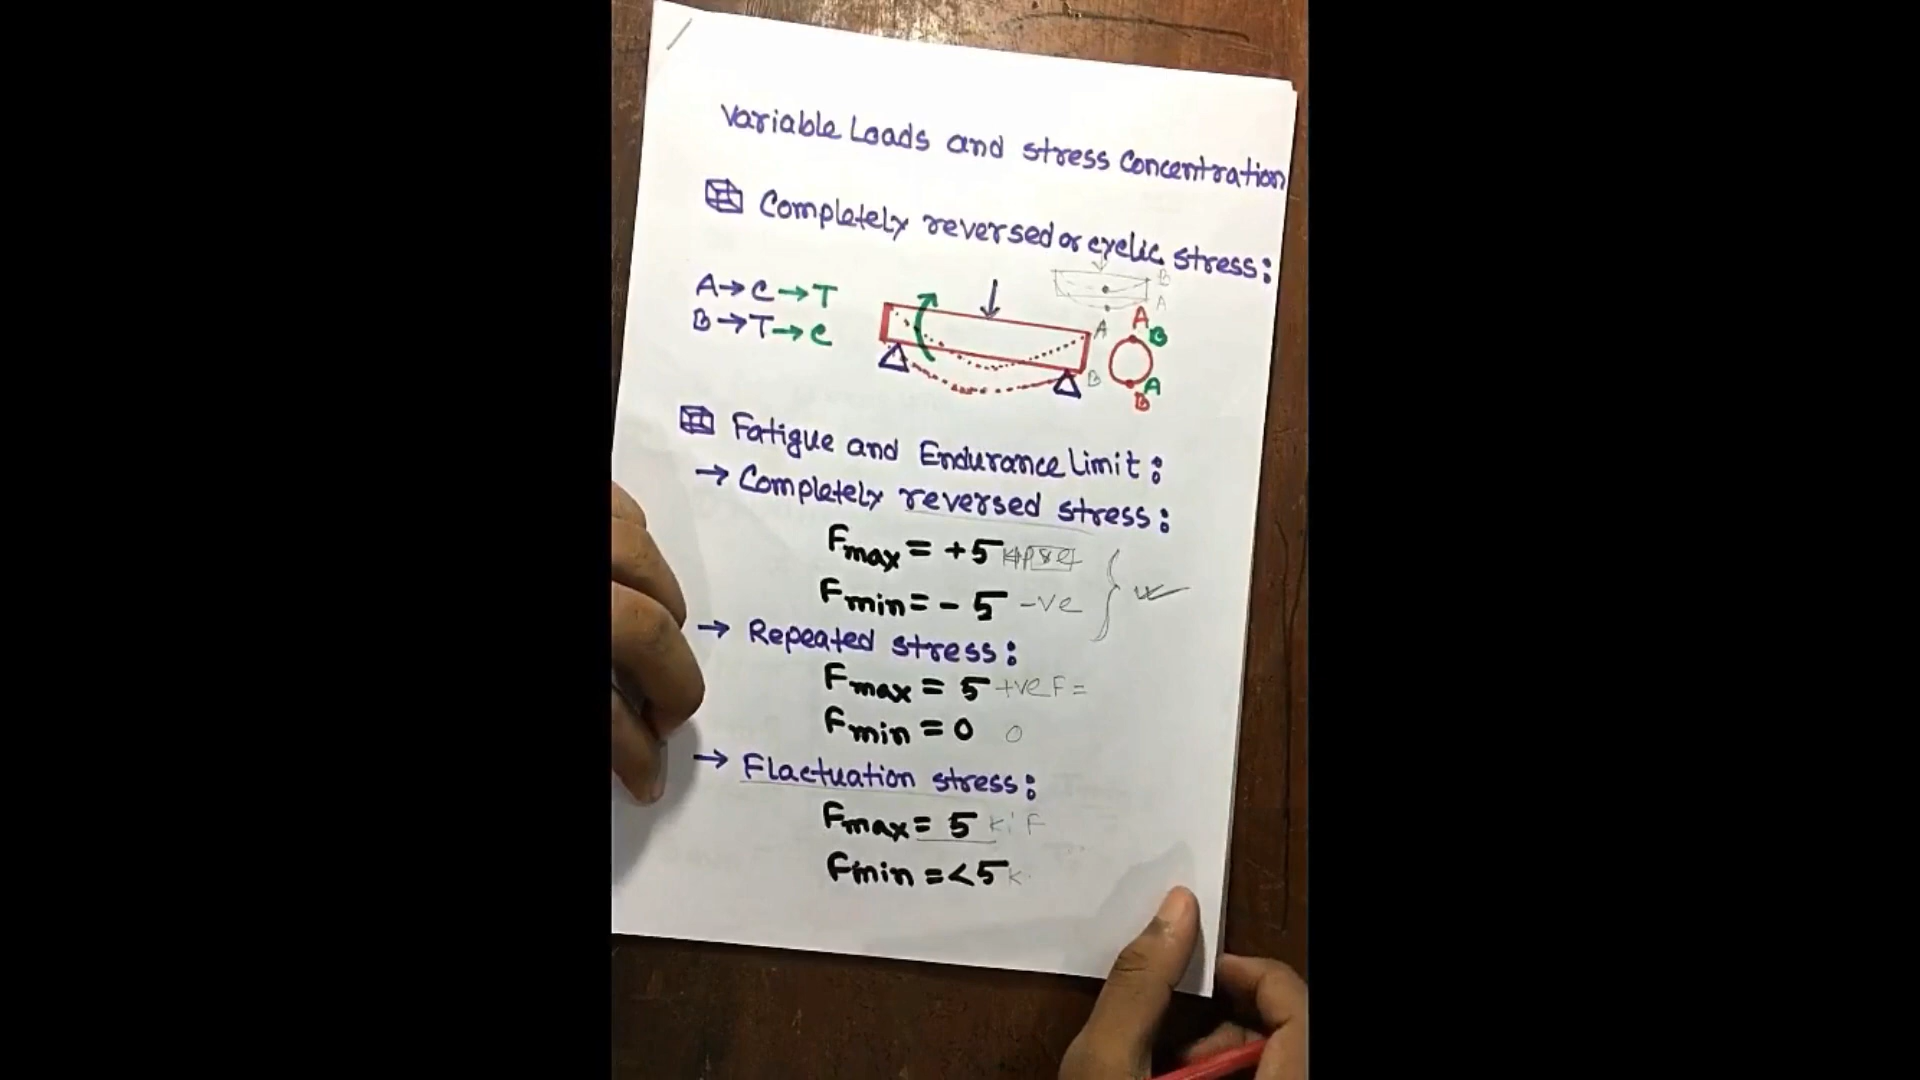 Variable Loads and stress Concentration
Completely reversed or cyclic stress:
A→C→T
B→T→C
B
A
A
B
A
B
A
B
Fatigue and Endurance Limit:
→ Completely reversed stress:
Fmax = +5
Fmin = - 5 -ve
→ Repeated stress:
Fmax = 5 +ve F =
Fmin = 0 0
→ Flactuation stress:
Fmax = 5
Fmin = <5 K